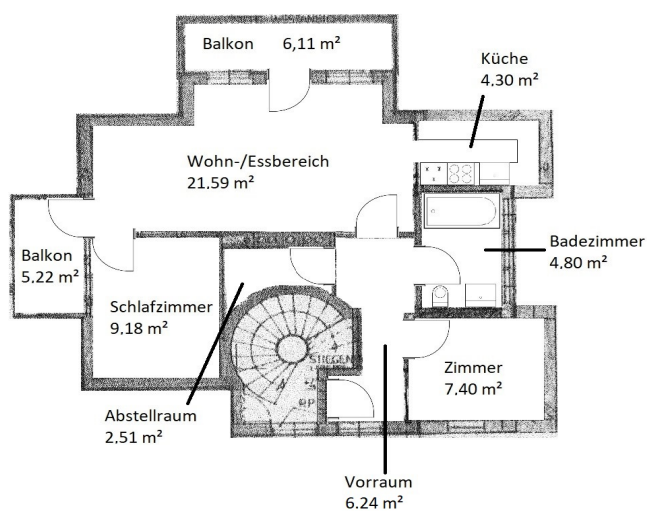 Balkon 6,11 m²
Küche
4,30 m²
Wohn-/Essbereich
21.59 m²
Badezimmer
4,80 m²
Balkon
5,22 m²
Schlafzimmer
9,18 m²
Zimmer
7,40 m²
Abstellraum
2,51 m²
Vorraum
6.24 m²